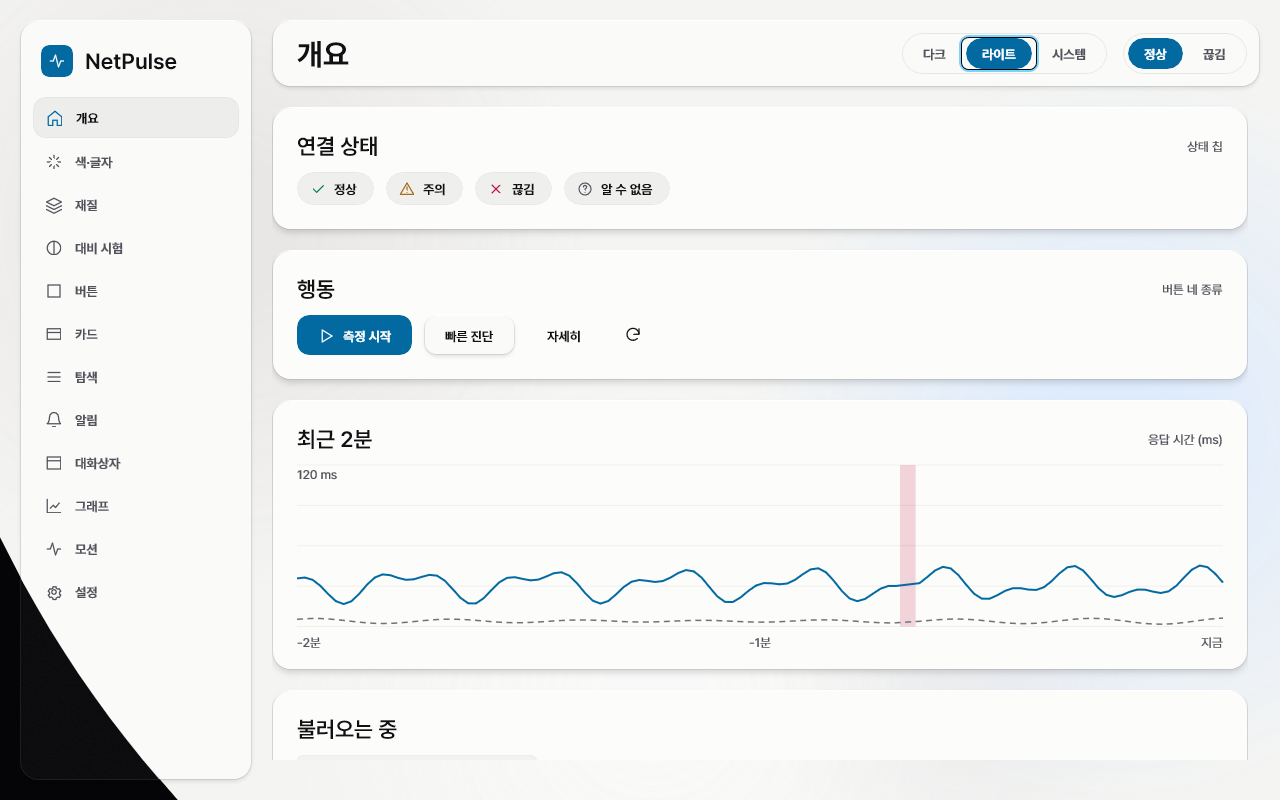 NetPulse
개요
색·글자
재질
대비 시험
버튼
카드
탐색
알림
대화상자
그래프
모션
설정
개요
다크 라이트 시스템 정상 끊김
연결 상태 상태 칩
정상 주의 끊김 알 수 없음
행동 버튼 네 종류
측정 시작 빠른 진단 자세히
최근 2분 응답 시간 (ms)
120 ms
-2분 -1분 지금
불러오는 중